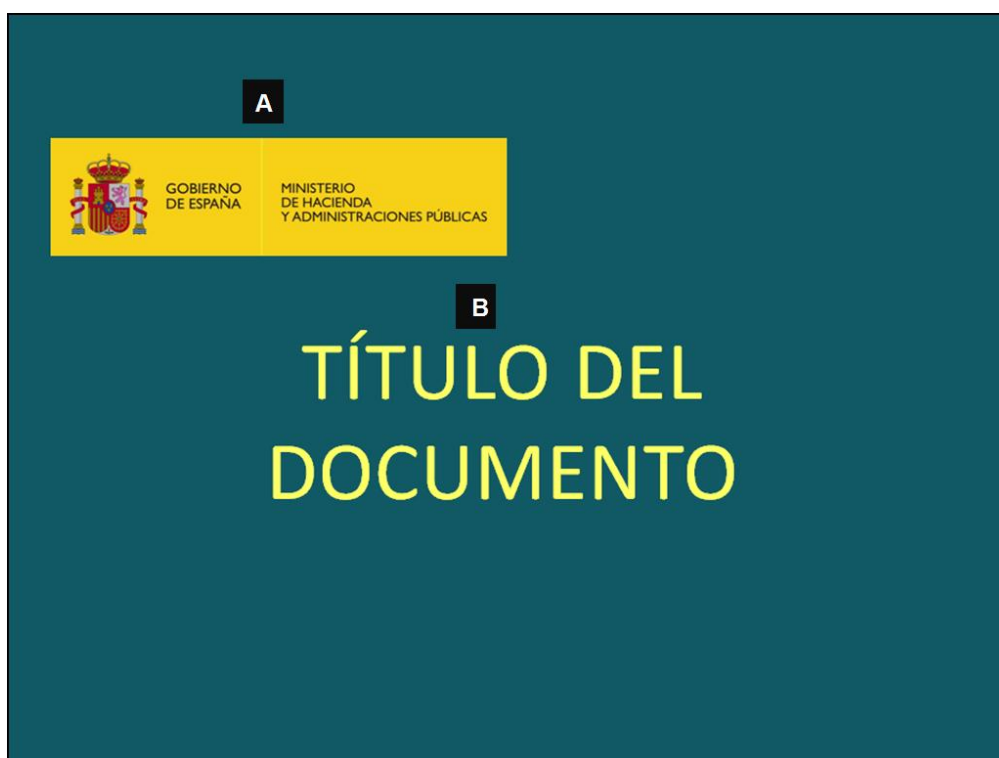 A
GOBIERNO
DE ESPAÑA
MINISTERIO
DE HACIENDA
Y ADMINISTRACIONES PÚBLICAS
B
TÍTULO DEL
DOCUMENTO